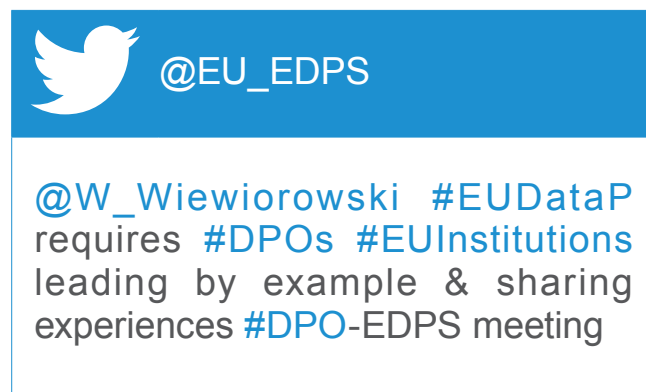 @EU_EDPS
@W_Wiewiorowski #EUDataP
requires #DPOs #EUInstitutions
leading by example & sharing
experiences #DPO-EDPS meeting